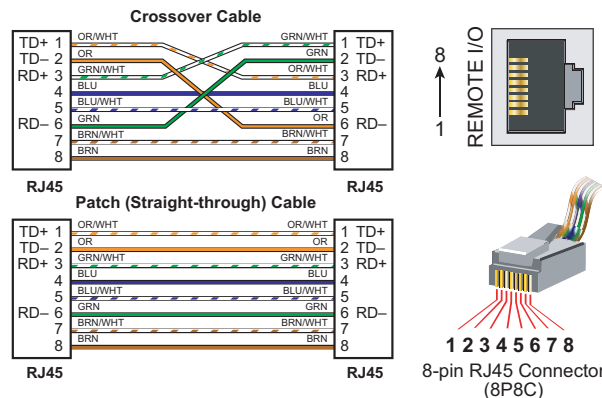 Crossover Cable
TD+ 1 OR/WHT GRN/WHT 1 TD+
TD– 2 OR GRN 2 TD–
RD+ 3 GRN/WHT OR/WHT 3 RD+
4 BLU BLU 4
5 BLU/WHT BLU/WHT 5
RD– 6 GRN OR 6 RD–
7 BRN/WHT BRN/WHT 7
8 BRN BRN 8
RJ45 RJ45
8
1
REMOTE I/O
Patch (Straight-through) Cable
TD+ 1 OR/WHT OR/WHT 1 TD+
TD– 2 OR OR 2 TD–
RD+ 3 GRN/WHT GRN/WHT 3 RD+
4 BLU BLU 4
5 BLU/WHT BLU/WHT 5
RD– 6 GRN GRN 6 RD–
7 BRN/WHT BRN/WHT 7
8 BRN BRN 8
RJ45 RJ45
1 2 3 4 5 6 7 8
8-pin RJ45 Connector
(8P8C)